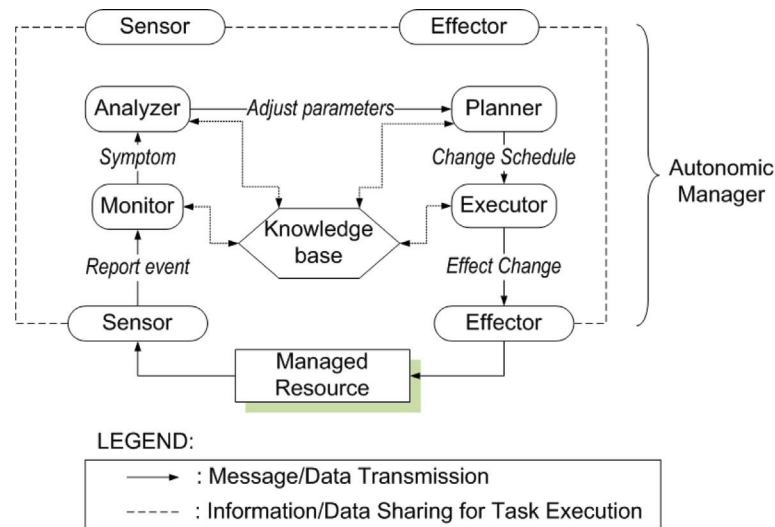 Sensor
Effector
Analyzer
Adjust parameters
Planner
Symptom
Change Schedule
Autonomic
Manager
Monitor
Knowledge
base
Executor
Report event
Effect Change
Sensor
Effector
Managed
Resource
LEGEND:
: Message/Data Transmission
: Information/Data Sharing for Task Execution